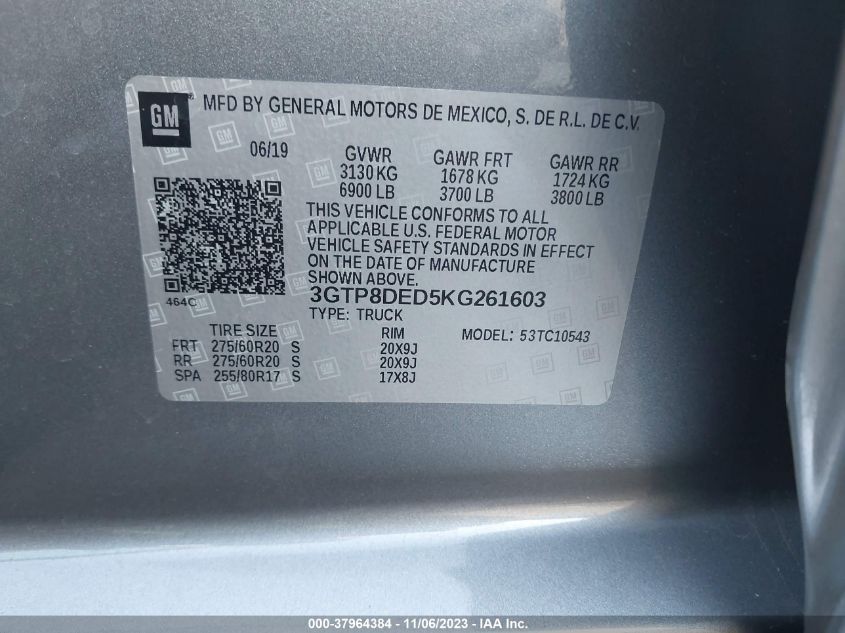 GM ® MFD BY GENERAL MOTORS DE MEXICO, S. DE R.L. DE C.V.
06/19 GVWR GAWR FRT GAWR RR
3130 KG 1678 KG 1724 KG
6900 LB 3700 LB 3800 LB
THIS VEHICLE CONFORMS TO ALL
APPLICABLE U.S. FEDERAL MOTOR
VEHICLE SAFETY STANDARDS IN EFFECT
ON THE DATE OF MANUFACTURE
SHOWN ABOVE.
464C
3GTP8DED5KG261603
TYPE: TRUCK
TIRE SIZE RIM MODEL: 53TC10543
FRT 275/60R20 S 20X9J
RR 275/60R20 S 20X9J
SPA 255/80R17 S 17X8J
000-37964384 - 11/06/2023 - IAA Inc.